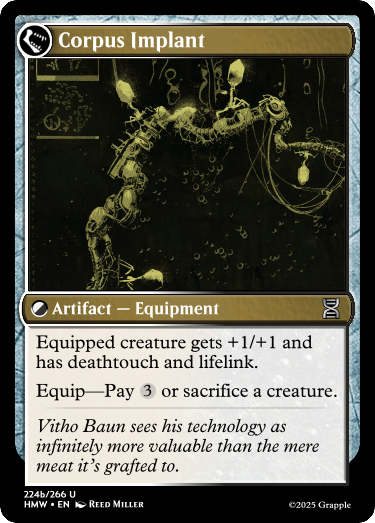 Corpus Implant
Artifact — Equipment
Equipped creature gets +1/+1 and
has deathtouch and lifelink.
Equip—Pay 3 or sacrifice a creature.
Vitho Baun sees his technology as
infinitely more valuable than the mere
meat it's grafted to.
224b/266 U
HMW • EN Reed Miller
©2025 Grapple